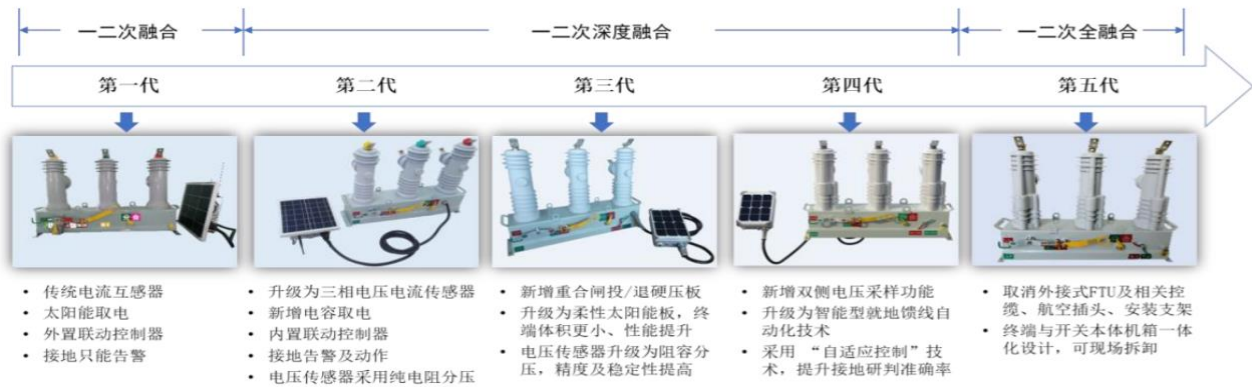 一二次融合
一二次深度融合
一二次全融合
第一代
第二代
第三代
第四代
第五代
• 传统电流互感器
• 太阳能取电
• 外置联动控制器
• 接地只能告警
• 升级为三相电压电流传感器
• 新增电容取电
• 内置联动控制器
• 接地告警及动作
• 电压传感器采用纯电阻分压
• 新增重合闸投/退硬压板
• 升级为柔性太阳能板，终
端体积更小、性能提升
• 电压传感器升级为阻容分
压，精度及稳定性提高
• 新增双侧电压采样功能
• 升级为智能型就地馈线自
动化技术
• 采用 “自适应控制”技
术，提升接地研判准确率
• 取消外接式FTU及相关控
缆、航空插头、安装支架
• 终端与开关本体机箱一体
化设计，可现场拆卸